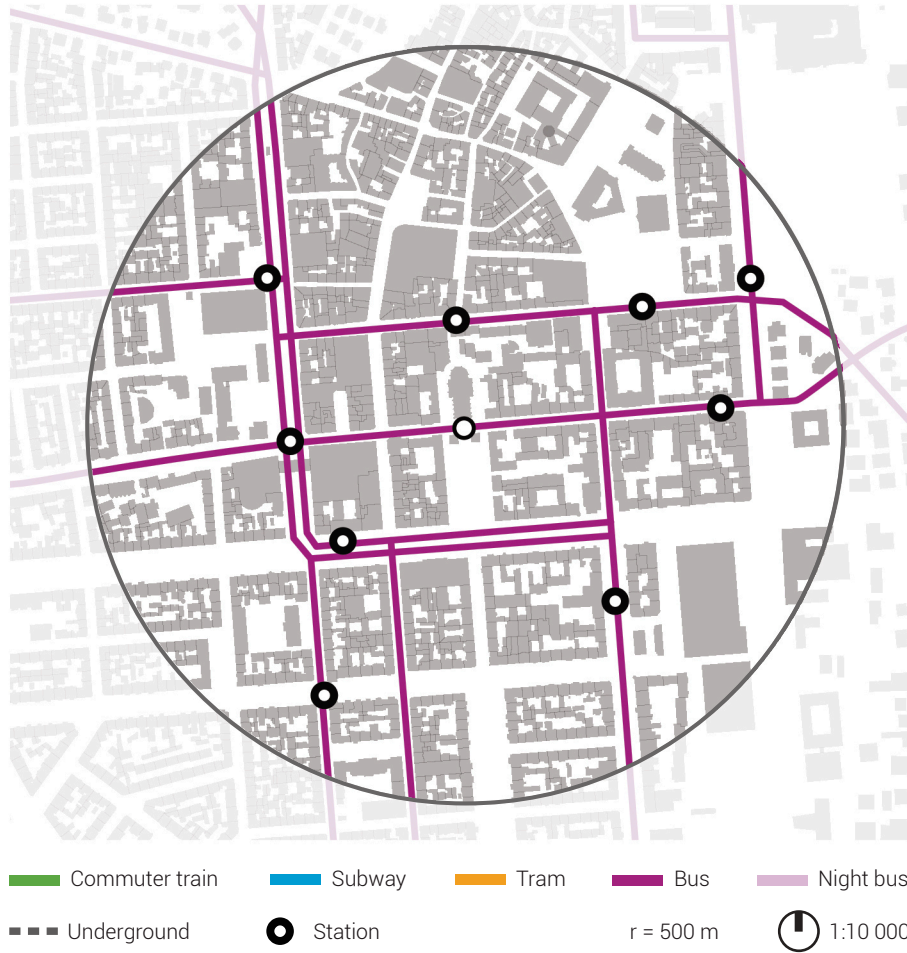 Commuter train Subway Tram Bus Night bus
Underground Station r = 500 m 1:10 000